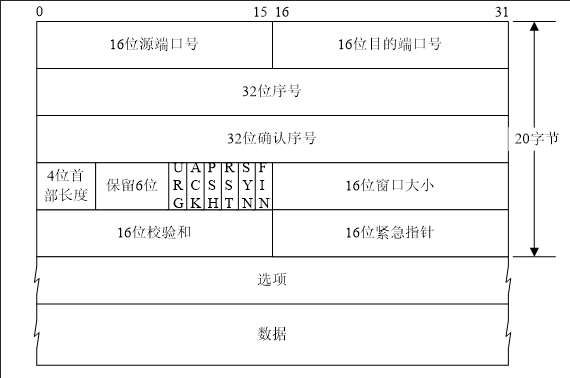 0 15 16 31
16位源端口号 16位目的端口号
32位序号
32位确认序号
20字节
4位首部长度 保留6位 URG ACK PSH RST SYN FIN 16位窗口大小
16位校验和 16位紧急指针
选项
数据